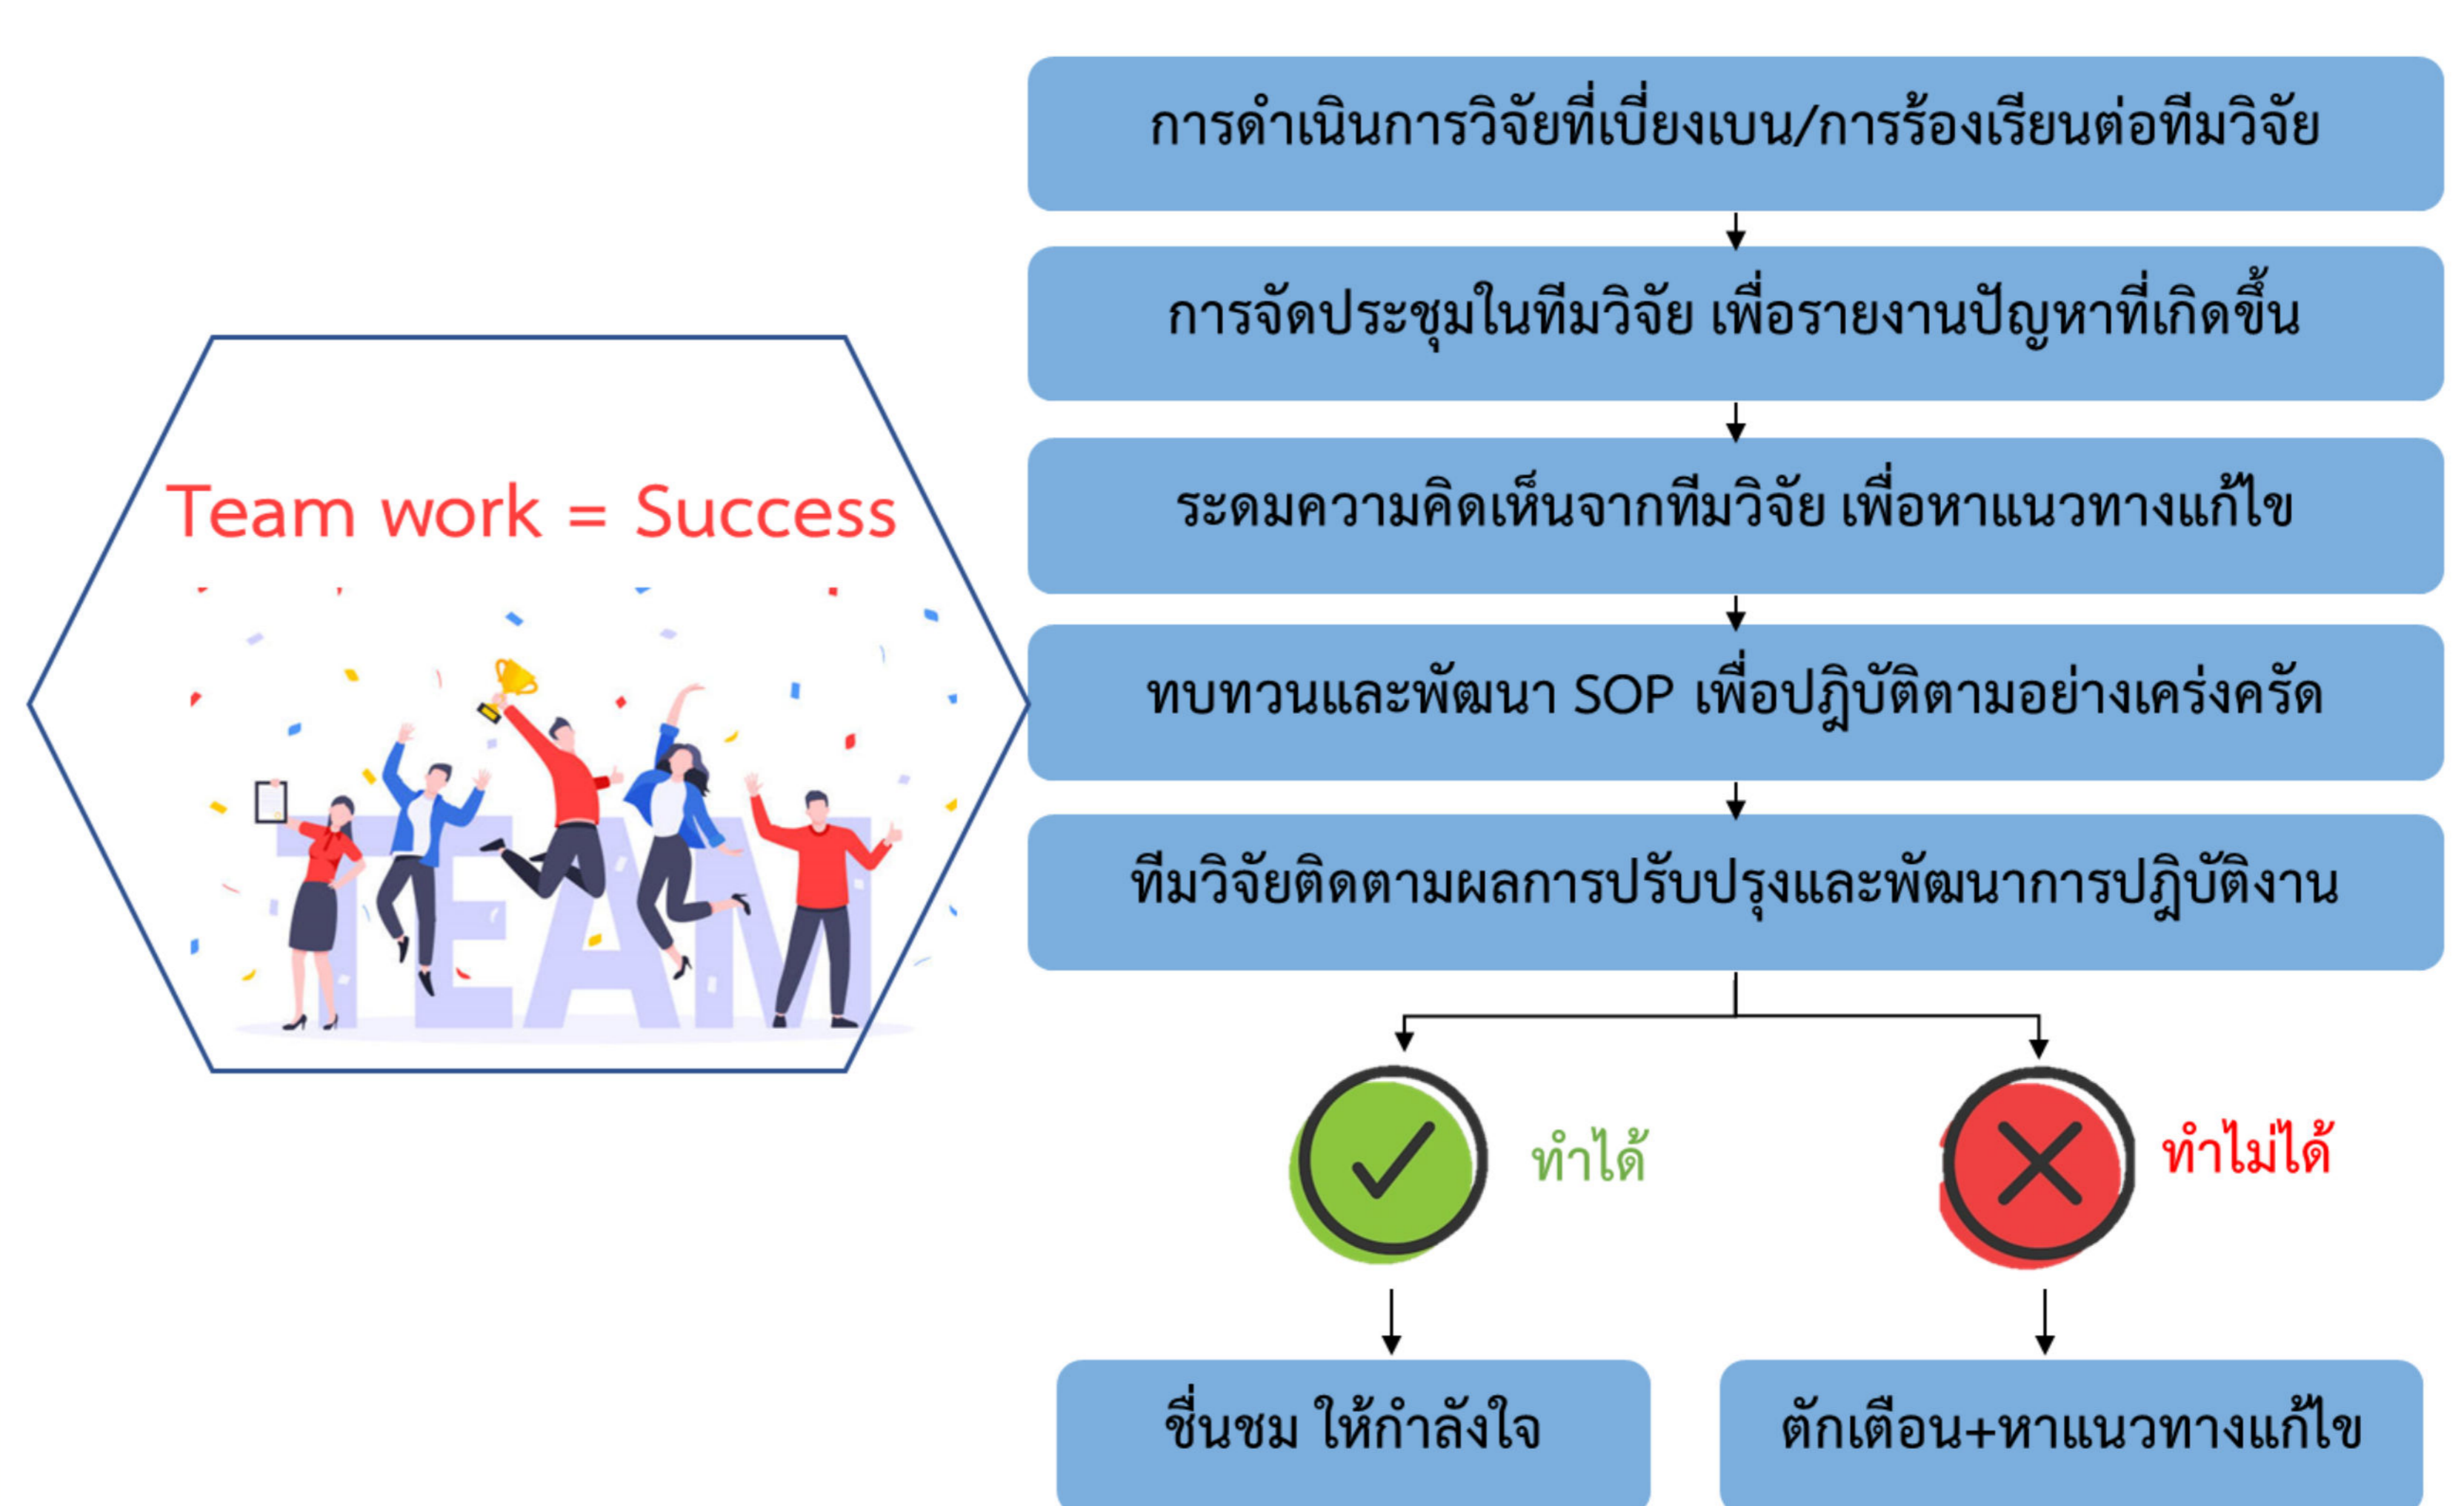 Team work = Success
TEAM
การดำเนินการวิจัยที่เบี่ยงเบน/การร้องเรียนต่อทีมวิจัย
การจัดประชุมในทีมวิจัย เพื่อรายงานปัญหาที่เกิดขึ้น
ระดมความคิดเห็นจากทีมวิจัย เพื่อหาแนวทางแก้ไข
ทบทวนและพัฒนา SOP เพื่อปฎิบัติตามอย่างเคร่งครัด
ทีมวิจัยติดตามผลการปรับปรุงและพัฒนาการปฎิบัติงาน
ทำได้
ทำไม่ได้
ชื่นชม ให้กำลังใจ
ตักเตือน+หาแนวทางแก้ไข